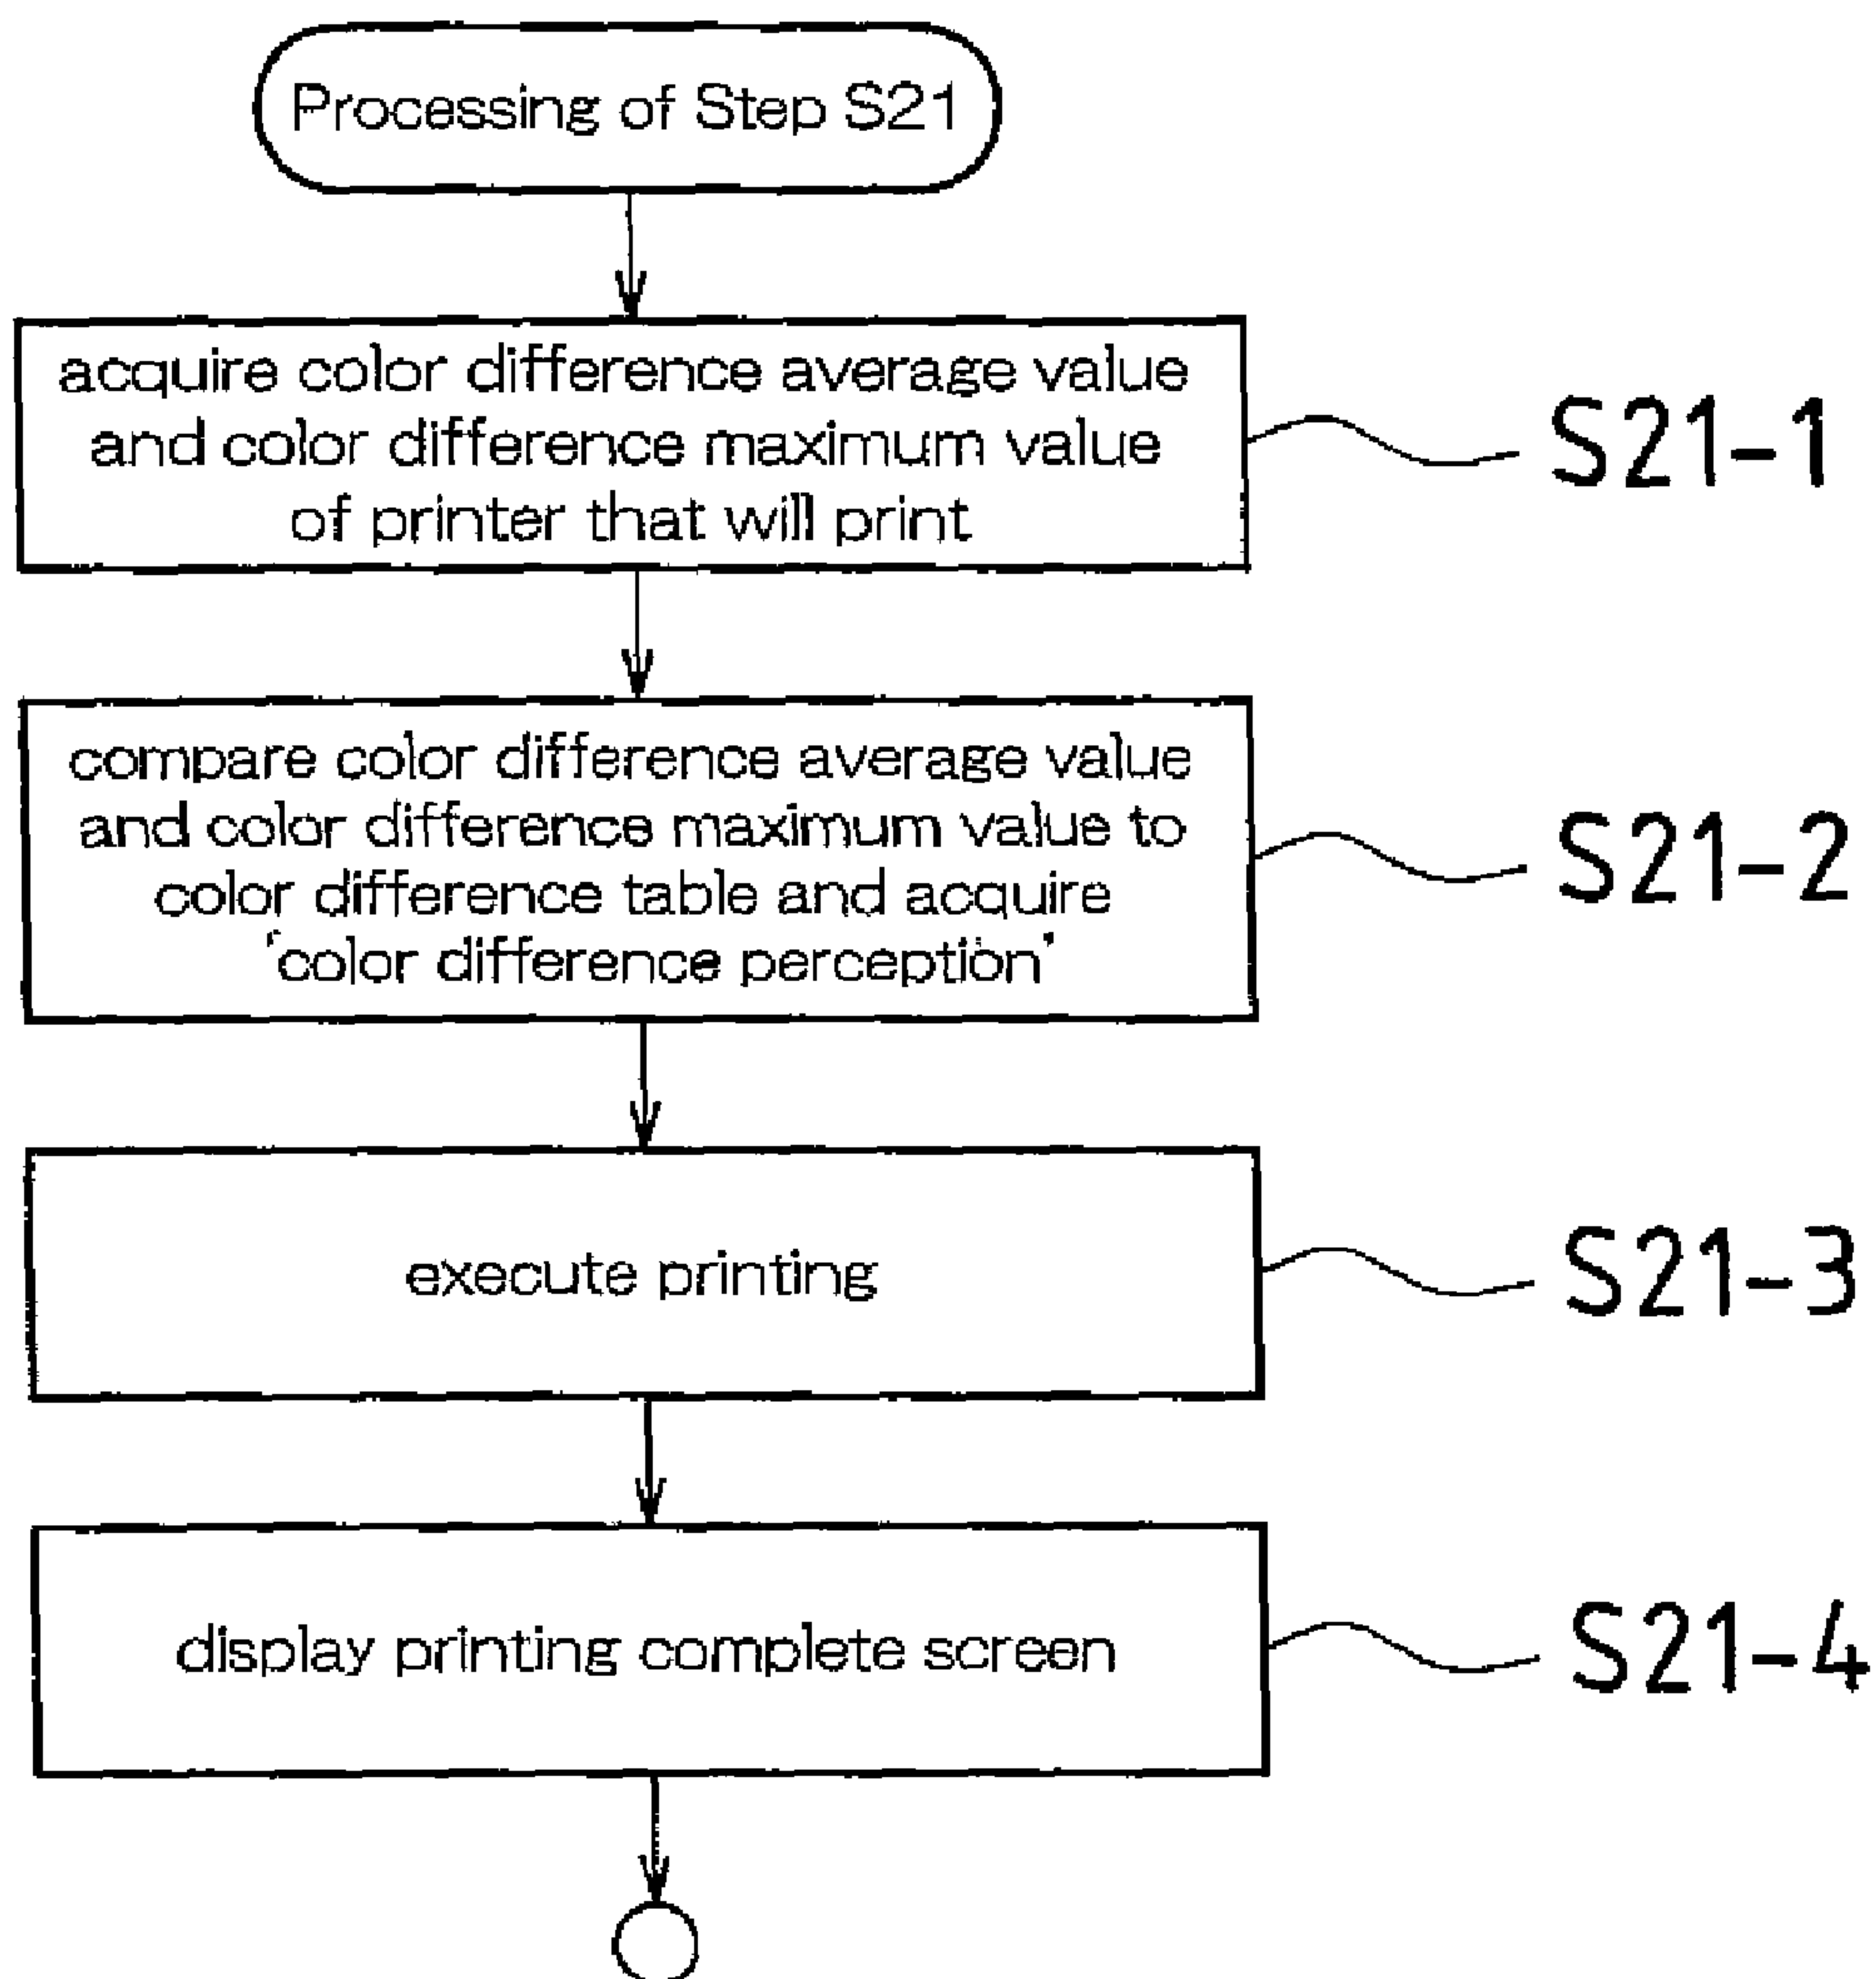 Processing of Step S21
acquire color difference average value
and color difference maximum value
of printer that will print
S21-1
compare color difference average value
and color difference maximum value to
color difference table and acquire
'color difference perception'
S21-2
execute printing
S21-3
display printing complete screen
S21-4